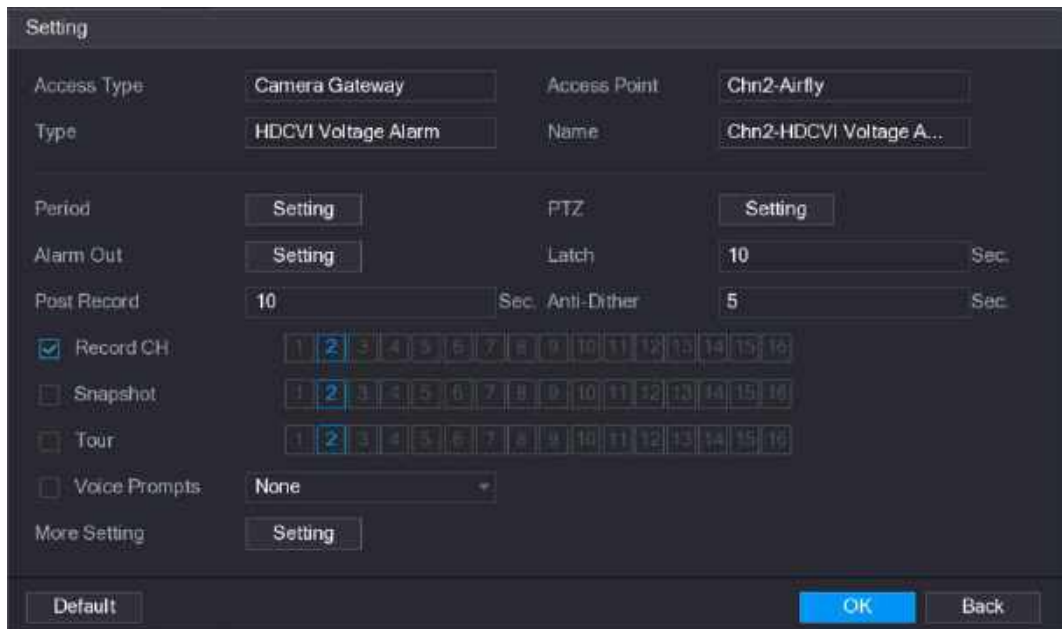 Setting
Access Type Camera Gateway Access Point Chn2-Airfly
Type HDCVI Voltage Alarm Name Chn2-HDCVI Voltage A...
Period Setting PTZ Setting
Alarm Out Setting Latch 10 Sec.
Post Record 10 Sec. Anti-Dither 5 Sec.
Record CH 1 2 3 4 5 6 7 8 9 10 11 12 13 14 15 16
Snapshot 1 2 3 4 5 6 7 8 9 10 11 12 13 14 15 16
Tour 1 2 3 4 5 6 7 8 9 10 11 12 13 14 15 16
Voice Prompts None
More Setting Setting
Default OK Back